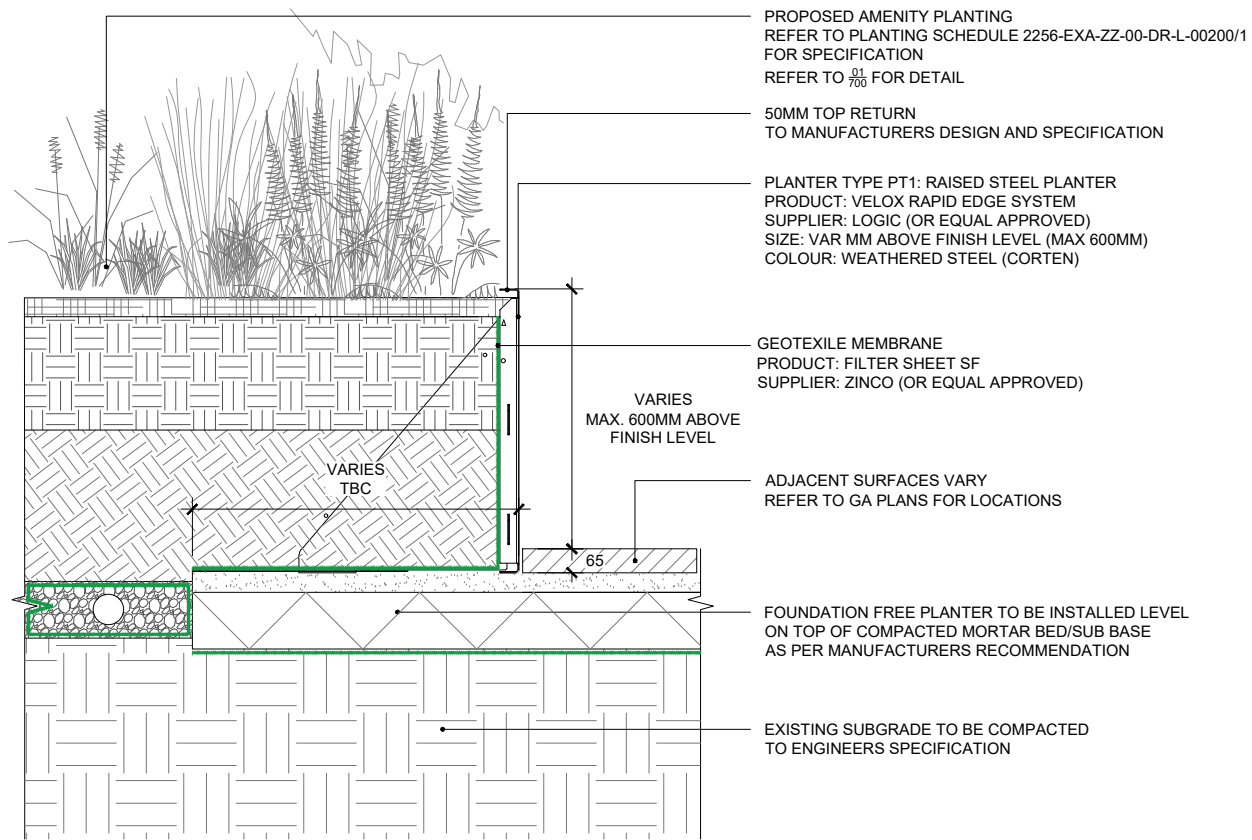 PROPOSED AMENITY PLANTING
REFER TO PLANTING SCHEDULE 2256-EXA-ZZ-00-DR-L-00200/1
FOR SPECIFICATION
REFER TO 01/700 FOR DETAIL
50MM TOP RETURN
TO MANUFACTURERS DESIGN AND SPECIFICATION
PLANTER TYPE PT1: RAISED STEEL PLANTER
PRODUCT: VELOX RAPID EDGE SYSTEM
SUPPLIER: LOGIC (OR EQUAL APPROVED)
SIZE: VAR MM ABOVE FINISH LEVEL (MAX 600MM)
COLOUR: WEATHERED STEEL (CORTEN)
GEOTEXILE MEMBRANE
PRODUCT: FILTER SHEET SF
SUPPLIER: ZINCO (OR EQUAL APPROVED)
VARIES
MAX. 600MM ABOVE
FINISH LEVEL
VARIES
TBC
ADJACENT SURFACES VARY
REFER TO GA PLANS FOR LOCATIONS
65
FOUNDATION FREE PLANTER TO BE INSTALLED LEVEL
ON TOP OF COMPACTED MORTAR BED/SUB BASE
AS PER MANUFACTURERS RECOMMENDATION
EXISTING SUBGRADE TO BE COMPACTED
TO ENGINEERS SPECIFICATION